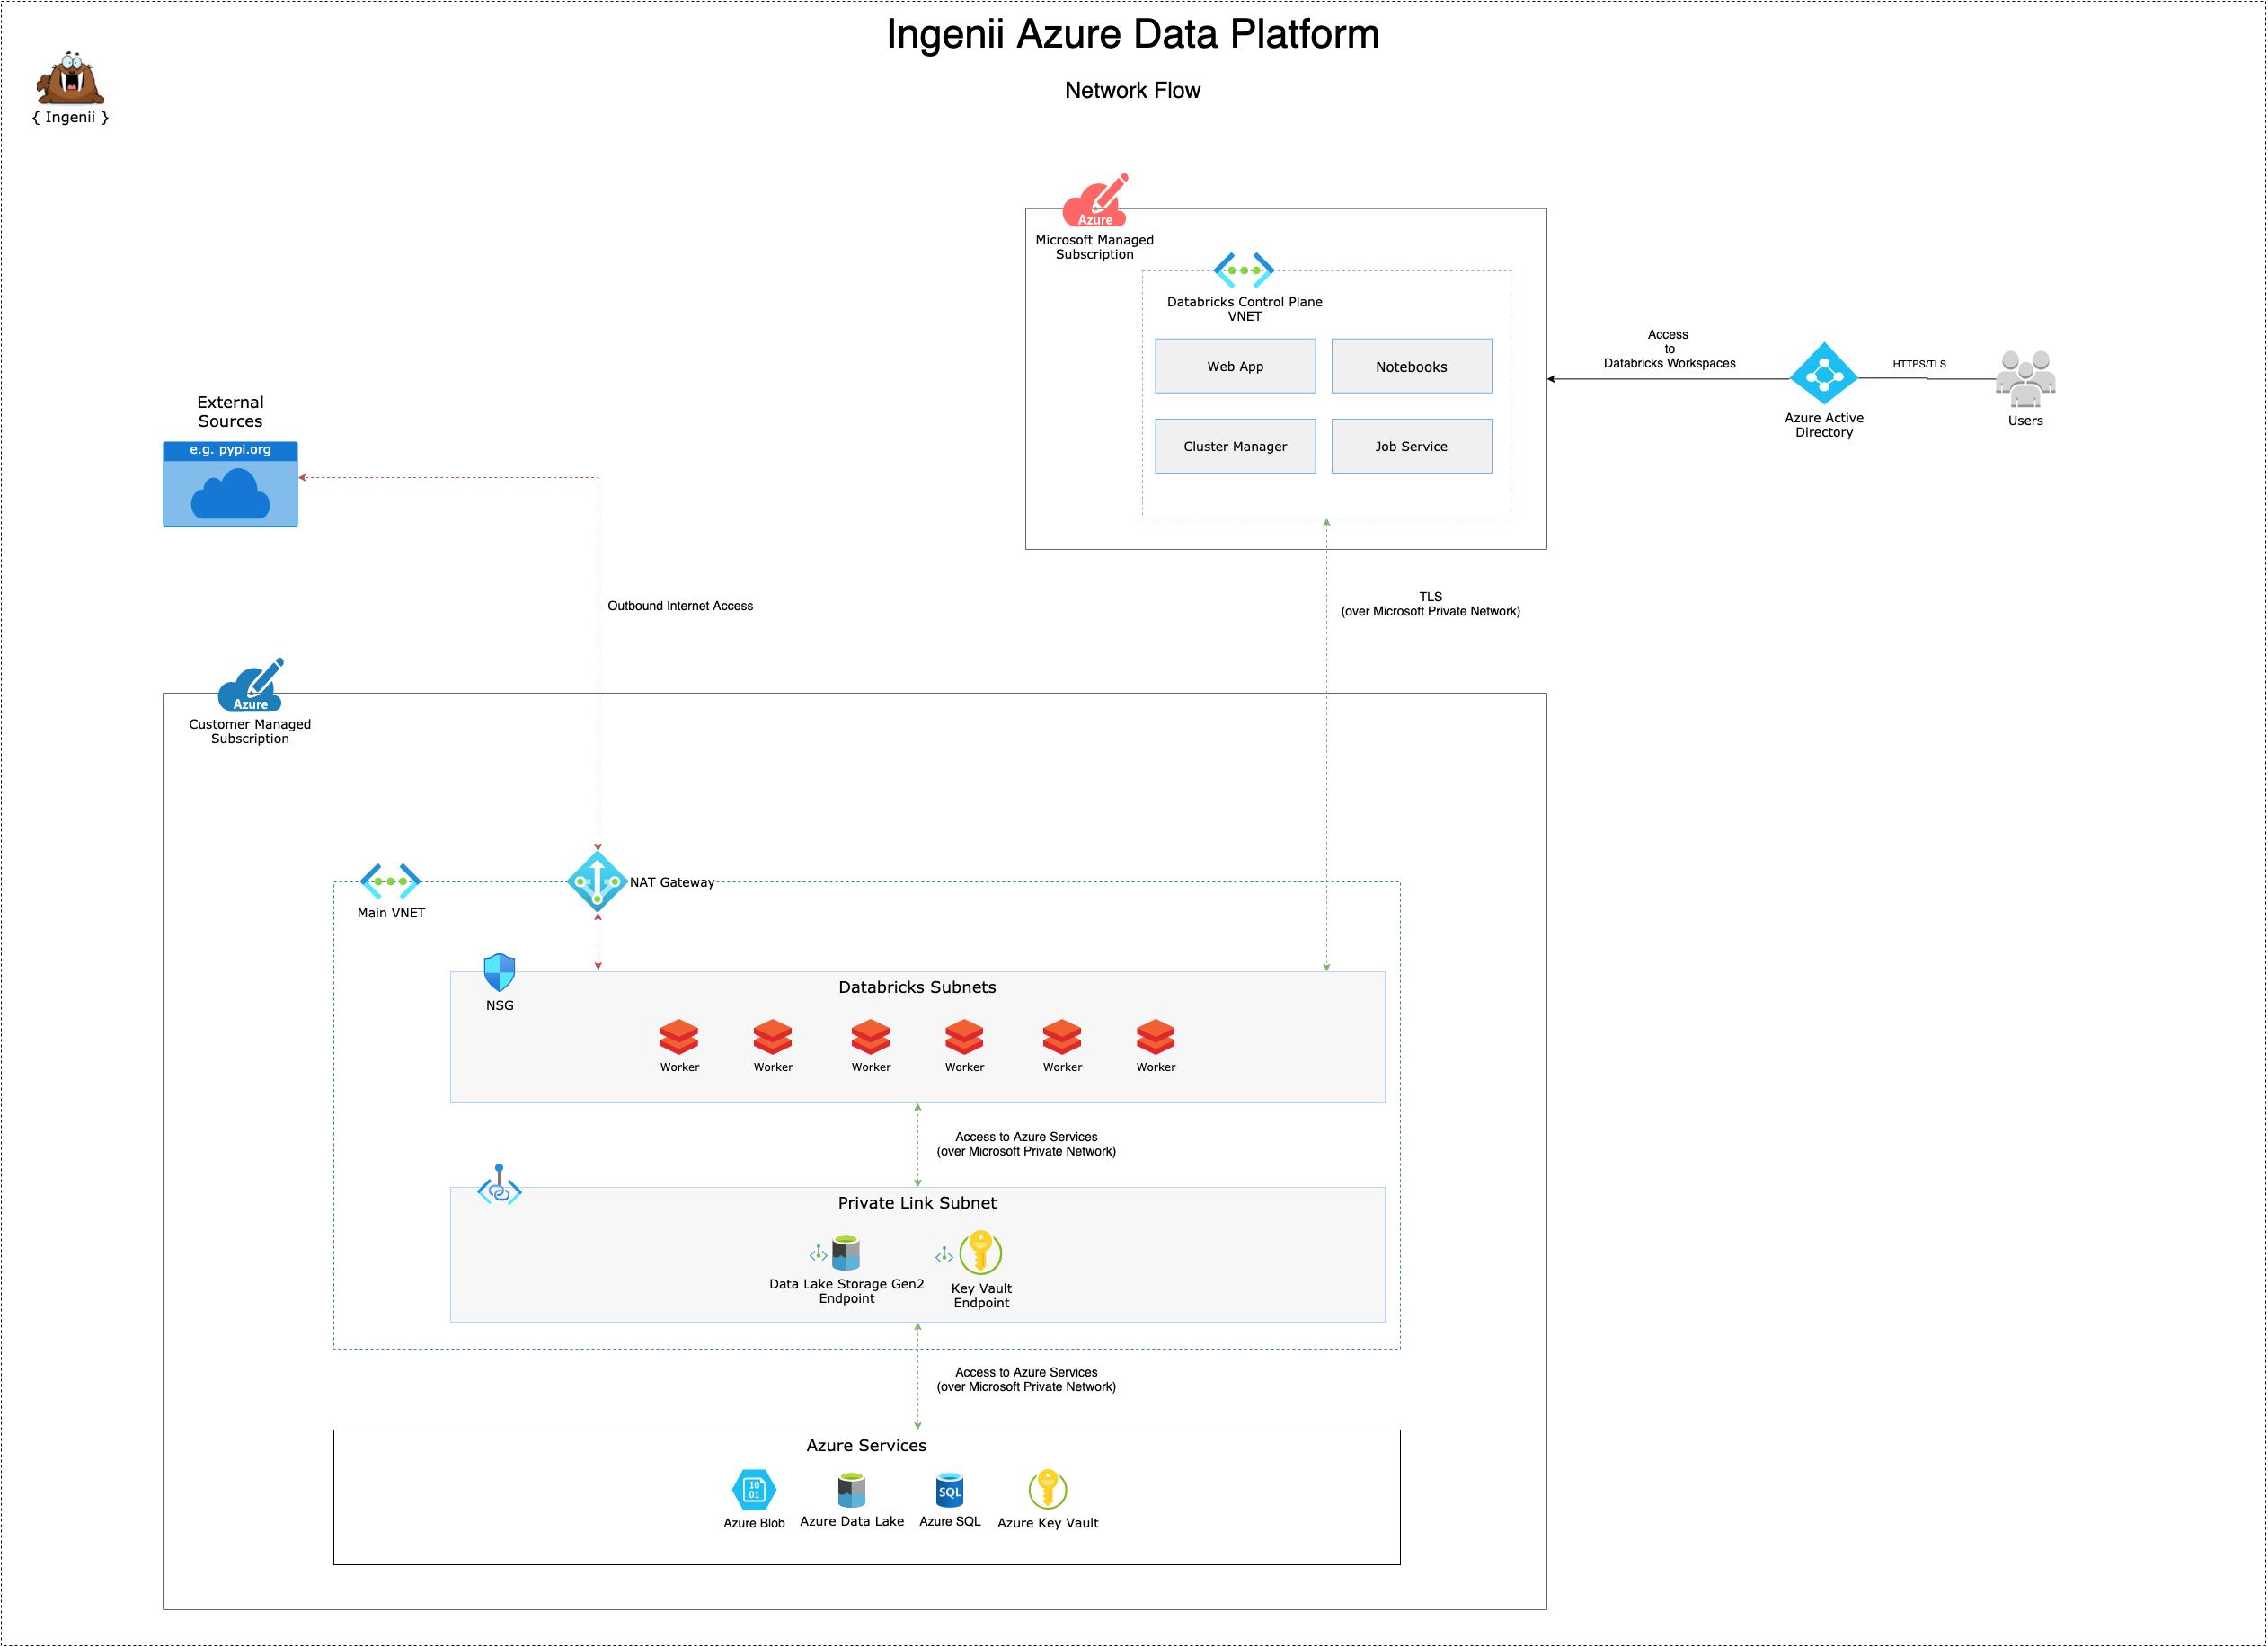 Ingenii Azure Data Platform
Network Flow
{ Ingenii }
Azure
Microsoft Managed
Subscription
Databricks Control Plane
VNET
Web App
Notebooks
Cluster Manager
Job Service
Access
to
Databricks Workspaces
HTTPS/TLS
Azure Active
Directory
Users
External
Sources
e.g. pypi.org
Outbound Internet Access
TLS
(over Microsoft Private Network)
Azure
Customer Managed
Subscription
Main VNET
NAT Gateway
NSG
Databricks Subnets
Worker
Worker
Worker
Worker
Worker
Worker
Access to Azure Services
(over Microsoft Private Network)
Private Link Subnet
Data Lake Storage Gen2
Endpoint
Key Vault
Endpoint
Access to Azure Services
(over Microsoft Private Network)
Azure Services
10
01
SQL
Azure Blob
Azure Data Lake
Azure SQL
Azure Key Vault